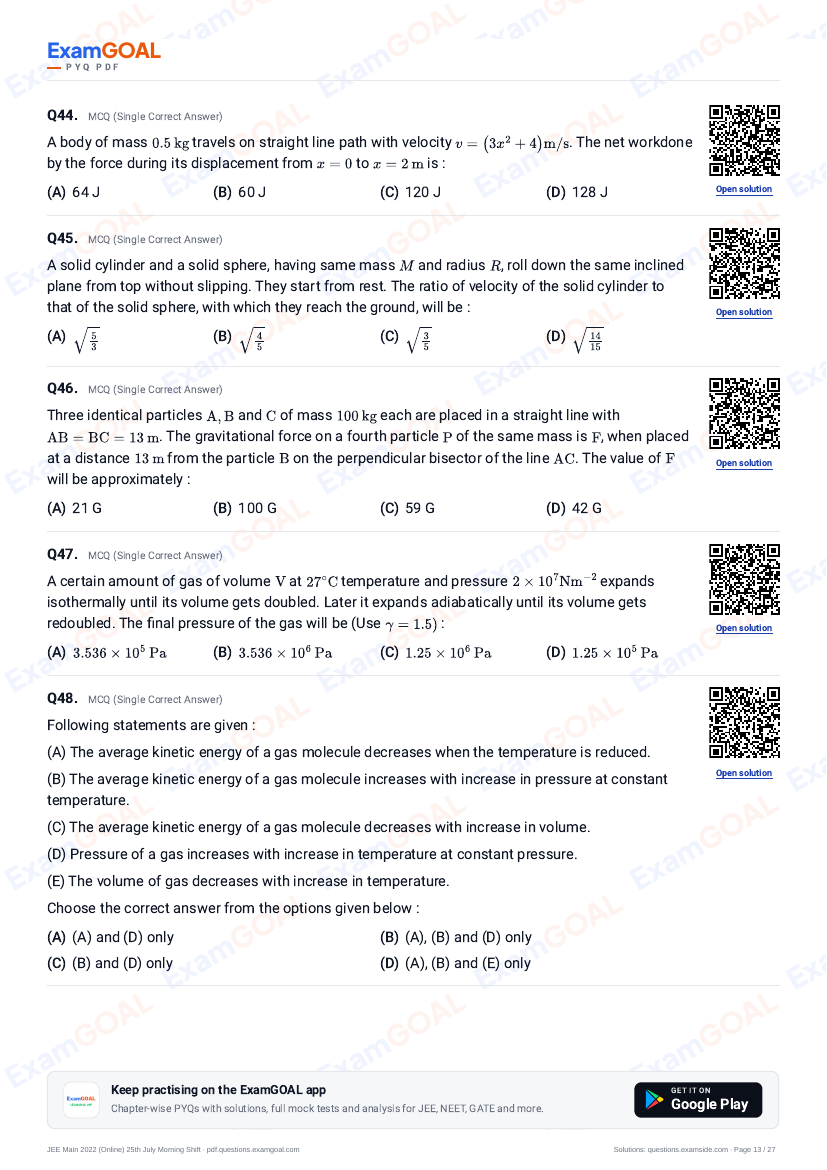 ExamGOAL
PYQ PDF
Q44. MCQ (Single Correct Answer)
A body of mass 0.5 kg travels on straight line path with velocity v = (3x² + 4)m/s. The net workdone
by the force during its displacement from x = 0 to x = 2 m is :
(A) 64 J (B) 60 J (C) 120 J (D) 128 J
Open solution
Q45. MCQ (Single Correct Answer)
A solid cylinder and a solid sphere, having same mass M and radius R, roll down the same inclined
plane from top without slipping. They start from rest. The ratio of velocity of the solid cylinder to
that of the solid sphere, with which they reach the ground, will be :
(A) √(5/3) (B) √(4/5) (C) √(3/5) (D) √(14/15)
Open solution
Q46. MCQ (Single Correct Answer)
Three identical particles A, B and C of mass 100 kg each are placed in a straight line with
AB = BC = 13 m. The gravitational force on a fourth particle P of the same mass is F, when placed
at a distance 13 m from the particle B on the perpendicular bisector of the line AC. The value of F
will be approximately :
(A) 21 G (B) 100 G (C) 59 G (D) 42 G
Open solution
Q47. MCQ (Single Correct Answer)
A certain amount of gas of volume V at 27°C temperature and pressure 2 × 10⁷Nm⁻² expands
isothermally until its volume gets doubled. Later it expands adiabatically until its volume gets
redoubled. The final pressure of the gas will be (Use γ = 1.5) :
(A) 3.536 × 10⁵ Pa (B) 3.536 × 10⁶ Pa (C) 1.25 × 10⁶ Pa (D) 1.25 × 10⁵ Pa
Open solution
Q48. MCQ (Single Correct Answer)
Following statements are given :
(A) The average kinetic energy of a gas molecule decreases when the temperature is reduced.
(B) The average kinetic energy of a gas molecule increases with increase in pressure at constant
temperature.
(C) The average kinetic energy of a gas molecule decreases with increase in volume.
(D) Pressure of a gas increases with increase in temperature at constant pressure.
(E) The volume of gas decreases with increase in temperature.
Choose the correct answer from the options given below :
(A) (A) and (D) only (B) (A), (B) and (D) only
(C) (B) and (D) only (D) (A), (B) and (E) only
Open solution
ExamGOAL
Keep practising on the ExamGOAL app
Chapter-wise PYQs with solutions, full mock tests and analysis for JEE, NEET, GATE and more.
GET IT ON
Google Play
JEE Main 2022 (Online) 25th July Morning Shift · pdf.questions.examgoal.com
Solutions: questions.examside.com · Page 13 / 27